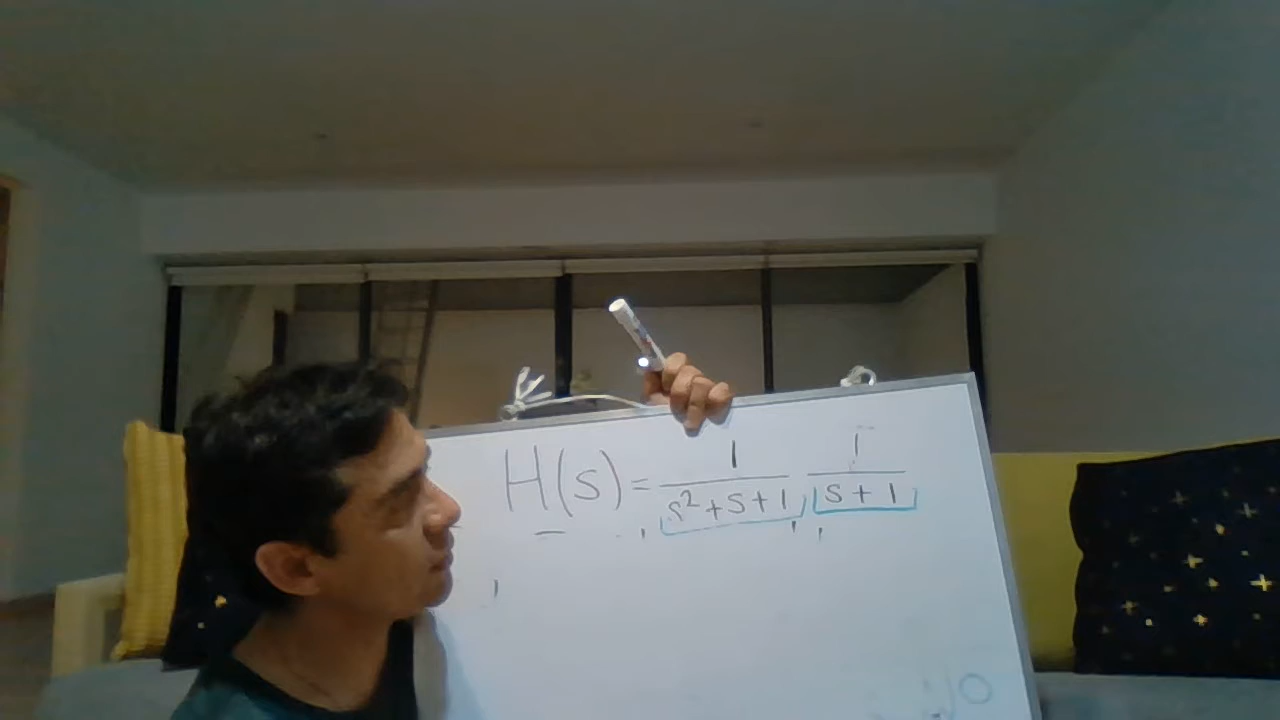 H(s) = 1/(s²+s+1) 1/(s+1)